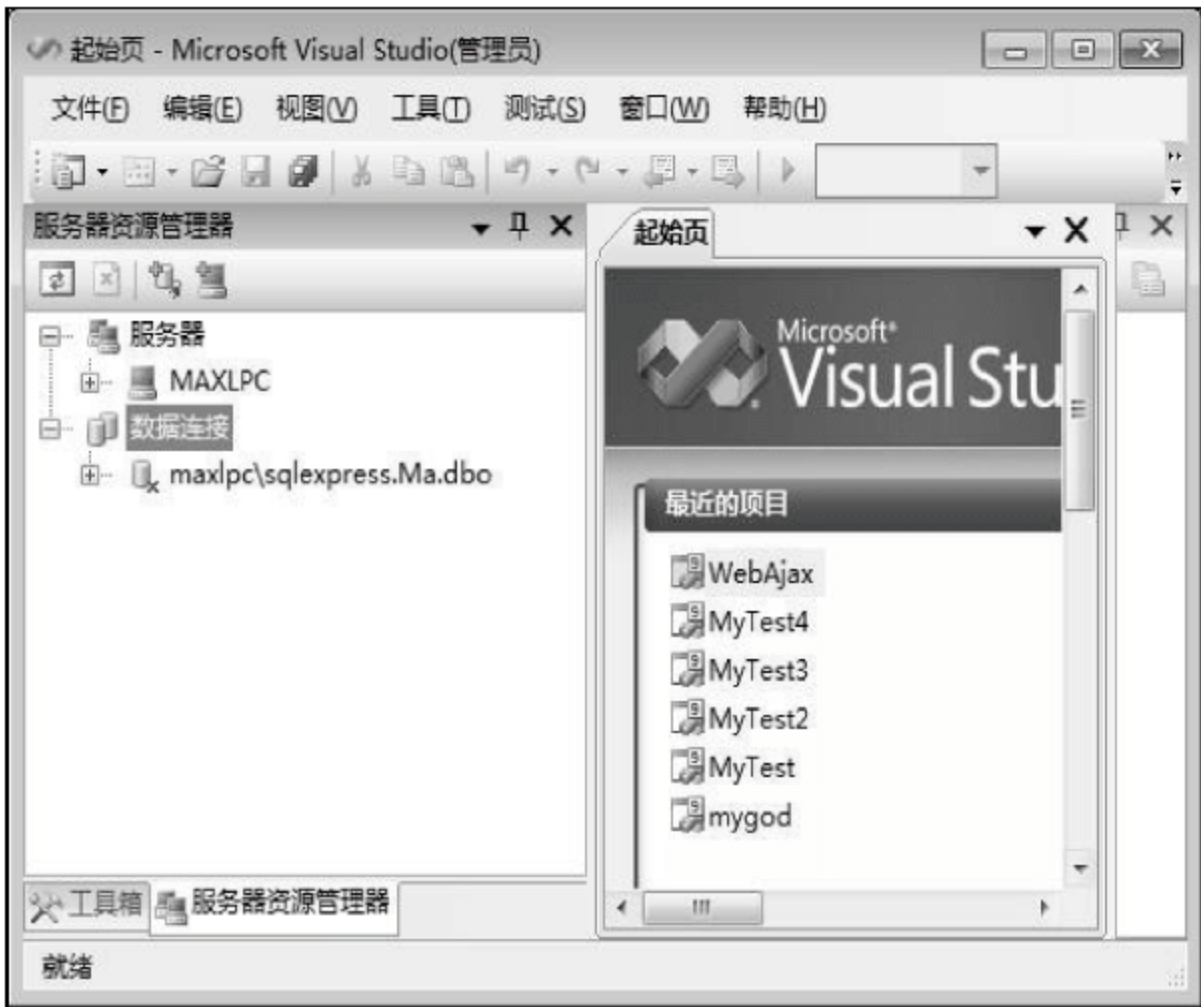 起始页 - Microsoft Visual Studio(管理员)
文件(F) 编辑(E) 视图(V) 工具(T) 测试(S) 窗口(W) 帮助(H)
服务器资源管理器
服务器
MAXLPC
数据连接
maxlpc\sqlexpress.Ma.dbo
工具箱 服务器资源管理器
起始页
Microsoft®
Visual Stu
最近的项目
WebAjax
MyTest4
MyTest3
MyTest2
MyTest
mygod
就绪